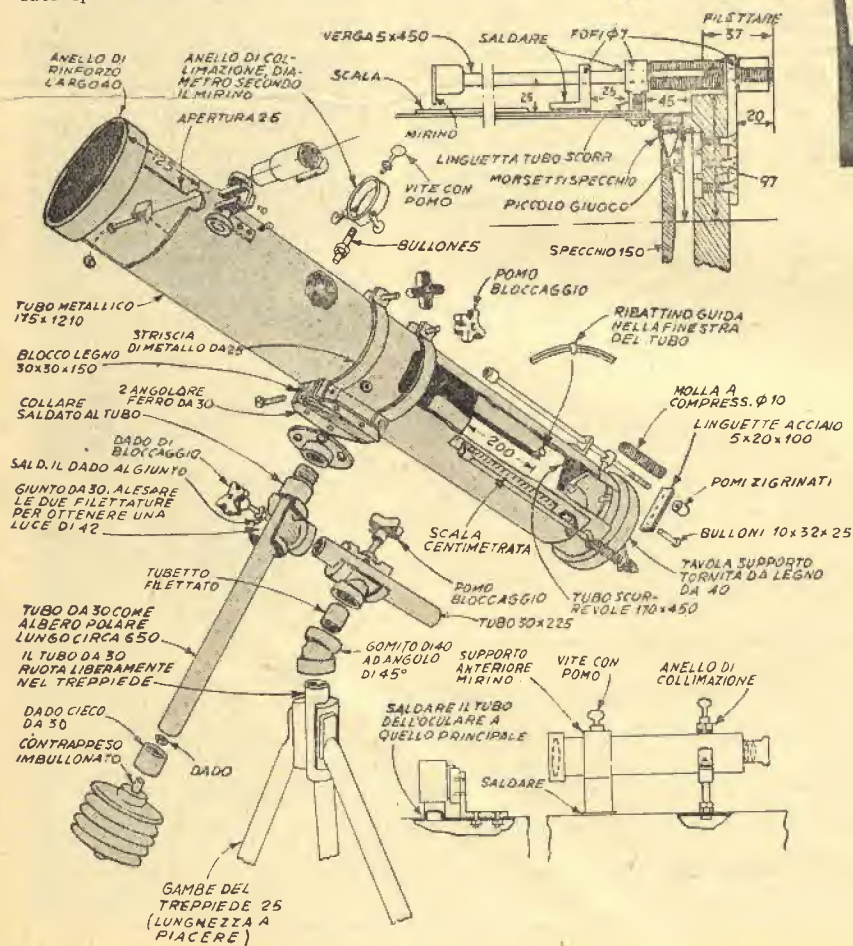 VERGA 5x450
SALDARE
FORI φ7
FILETTARE
37
SCALA
25
25
45
20
MIRINO
LINGUETTA TUBO SCORR
MORSETTI SPECCHIO
PICCOLO GIUOCO
97
SPECCHIO 150
ANELLO DI
RINFORZO
LARGO 40
ANELLO DI COL-
LIMAZIONE, DIA-
METRO SECONDO
IL MIRINO
APERTURA 26
125
VITE CON
POMO
BULLONE 5
POMO
BLOCCAGGIO
TUBO METALLICO
175x1210
STRISCIA
DI METALLO DA 25
BLOCCO LEGNO
30x30x150
2 ANGOLARE
FERRO DA 30
COLLARE
SALDATO AL TUBO
DADO DI
BLOCCAGGIO
SALD. IL DADO AL GIUNTO
GIUNTO DA 30. ALESARE
LE DUE FILETTATURE
PER OTTENERE UNA
LUCE DI 42
RIBATTINO GUIDA
NELLA FINESTRA
DEL TUBO
MOLLA A
COMPRESS. φ10
LINGUETTE ACCIAIO
5x20x100
POMI ZIGRINATI
BULLONI 10x32x25
200
SCALA
CENTIMETRATA
TAVOLA SUPPORTO
TORNITA DA LEGNO
DA 40
TUBO SCOR-
REVOLE 170x450
TUBETTO
FILETTATO
POMO
BLOCCAGGIO
TUBO 30x225
TUBO DA 30 COME
ALBERO POLARE
LUNGO CIRCA 650
IL TUBO DA 30
RUOTA LIBERAMENTE
NEL TREPPIEDE
GOMITO DI 40
AD ANGOLO
DI 45°
DADO CIECO
DA 30
CONTRAPPESO
IMBULLONATO
DADO
GAMBE DEL
TREPPIEDE 25
(LUNGHEZZA A
PIACERE)
SUPPORTO
ANTERIORE
MIRINO
VITE CON
POMO
ANELLO DI
COLLIMAZIONE
SALDARE IL TUBO
DELL'OCULARE A
QUELLO PRINCIPALE
SALDARE